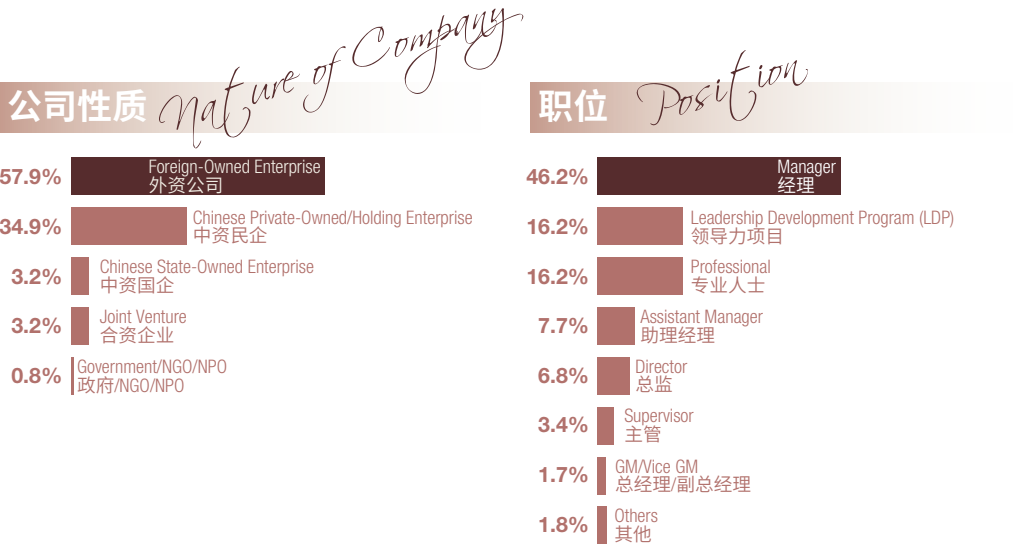 公司性质 Nature of Company
57.9% Foreign-Owned Enterprise
外资公司
34.9% Chinese Private-Owned/Holding Enterprise
中资民企
3.2% Chinese State-Owned Enterprise
中资国企
3.2% Joint Venture
合资企业
0.8% Government/NGO/NPO
政府/NGO/NPO
职位 Position
46.2% Manager
经理
16.2% Leadership Development Program (LDP)
领导力项目
16.2% Professional
专业人士
7.7% Assistant Manager
助理经理
6.8% Director
总监
3.4% Supervisor
主管
1.7% GM/Vice GM
总经理/副总经理
1.8% Others
其他